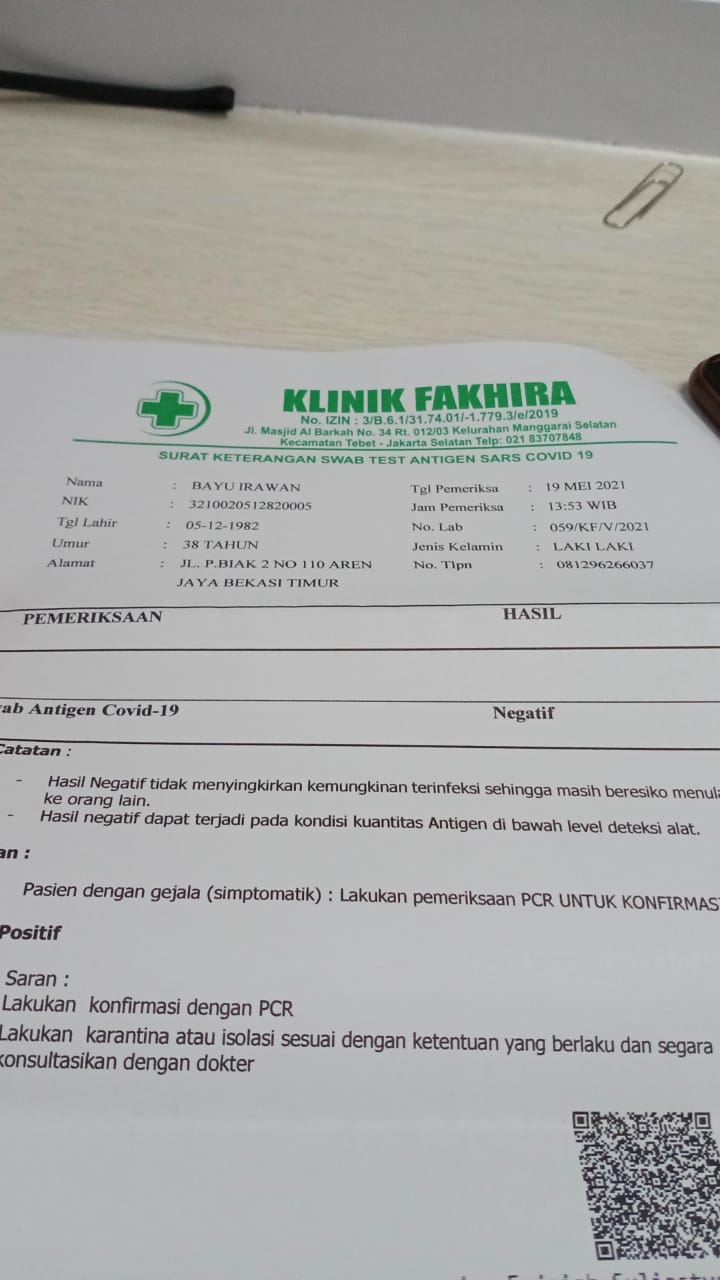 KLINIK FAKHIRA
No. IZIN : 3/B.6.1/31.74.01/-1.779.3/e/2019
Jl. Masjid Al Barkah No. 34 Rt. 012/03 Kelurahan Manggarai Selatan
Kecamatan Tebet - Jakarta Selatan Telp: 021 83707848
SURAT KETERANGAN SWAB TEST ANTIGEN SARS COVID 19
Nama : BAYU IRAWAN
NIK : 3210020512820005
Tgl Lahir : 05-12-1982
Umur : 38 TAHUN
Alamat : JL. P.BIAK 2 NO 110 AREN
JAYA BEKASI TIMUR
Tgl Pemeriksa : 19 MEI 2021
Jam Pemeriksa : 13:53 WIB
No. Lab : 059/KF/V/2021
Jenis Kelamin : LAKI LAKI
No. Tlpn : 081296266037
PEMERIKSAAN HASIL
ab Antigen Covid-19 Negatif
Catatan :
- Hasil Negatif tidak menyingkirkan kemungkinan terinfeksi sehingga masih beresiko menula
ke orang lain.
- Hasil negatif dapat terjadi pada kondisi kuantitas Antigen di bawah level deteksi alat.
an :
Pasien dengan gejala (simptomatik) : Lakukan pemeriksaan PCR UNTUK KONFIRMAS
Positif
Saran :
Lakukan konfirmasi dengan PCR
Lakukan karantina atau isolasi sesuai dengan ketentuan yang berlaku dan segara
konsultasikan dengan dokter